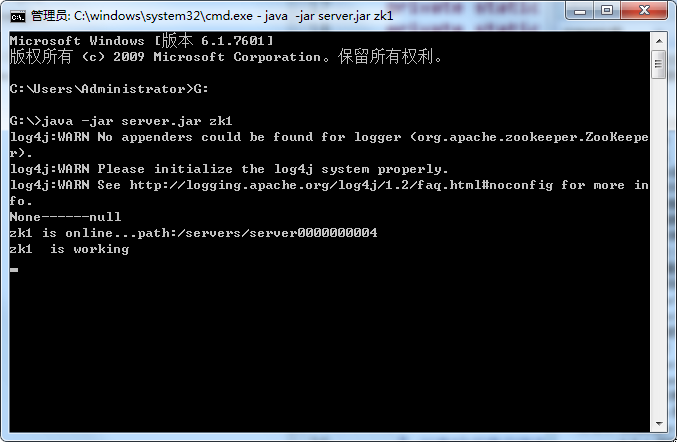 private static
管理员: C:\windows\system32\cmd.exe - java  -jar server.jar zk1
Microsoft Windows [版本 6.1.7601]
版权所有 (c) 2009 Microsoft Corporation。保留所有权利。
C:\Users\Administrator>G:
G:\>java -jar server.jar zk1
log4j:WARN No appenders could be found for logger (org.apache.zookeeper.ZooKeepe
r).
log4j:WARN Please initialize the log4j system properly.
log4j:WARN See http://logging.apache.org/log4j/1.2/faq.html#noconfig for more in
fo.
None------null
zk1 is online...path:/servers/server0000000004
zk1  is working